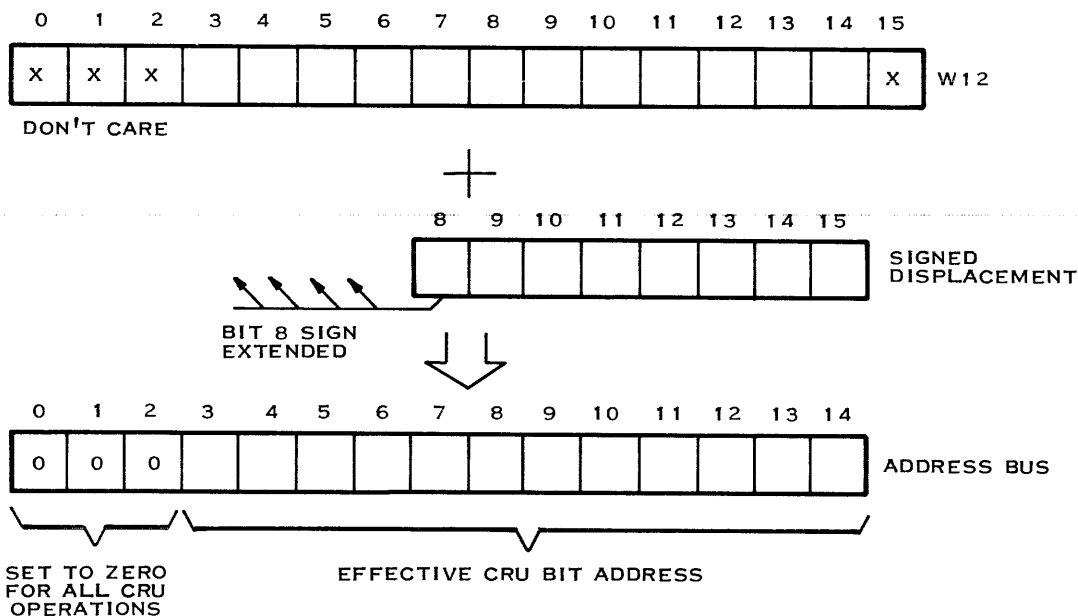 0 1 2 3 4 5 6 7 8 9 10 11 12 13 14 15
X X X X W12
DON'T CARE
+
8 9 10 11 12 13 14 15
SIGNED
DISPLACEMENT
BIT 8 SIGN
EXTENDED
0 1 2 3 4 5 6 7 8 9 10 11 12 13 14
0 0 0 ADDRESS BUS
SET TO ZERO
FOR ALL CRU
OPERATIONS
EFFECTIVE CRU BIT ADDRESS